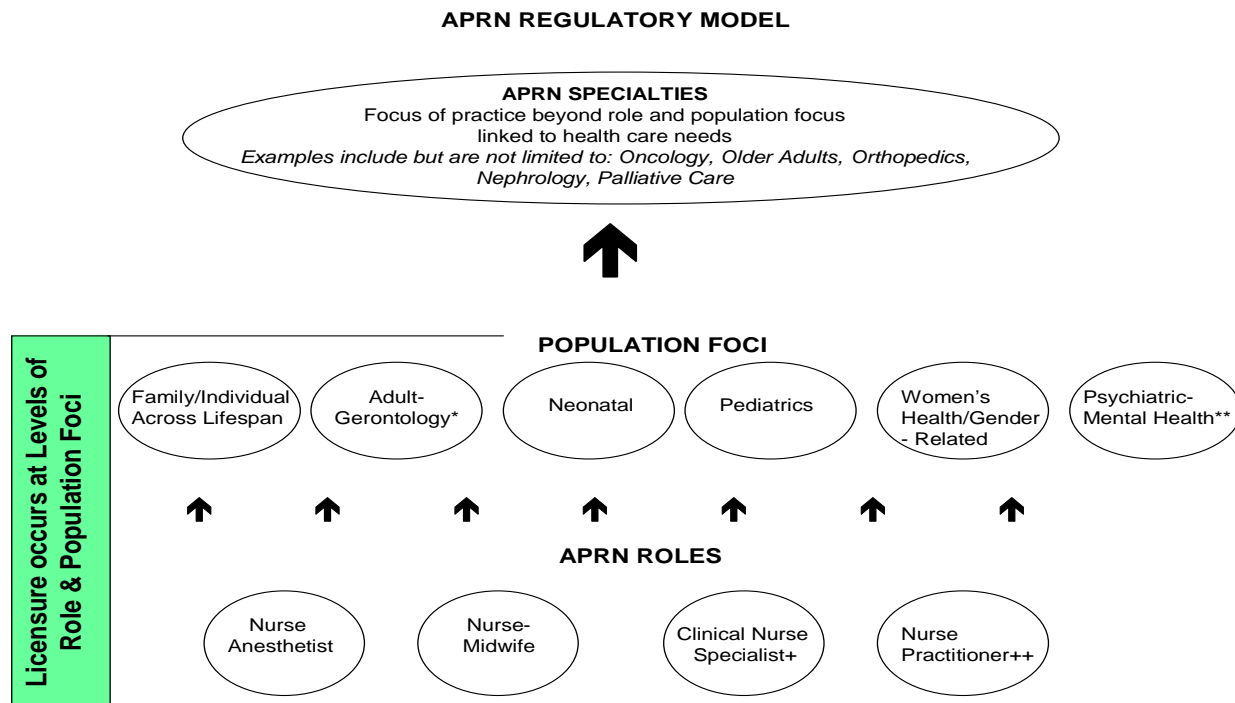 APRN REGULATORY MODEL
APRN SPECIALTIES
Focus of practice beyond role and population focus
linked to health care needs
Examples include but are not limited to: Oncology, Older Adults, Orthopedics,
Nephrology, Palliative Care
Licensure occurs at Levels of
Role & Population Foci
POPULATION FOCI
Family/Individual
Across Lifespan
Adult-
Gerontology*
Neonatal
Pediatrics
Women's
Health/Gender
- Related
Psychiatric-
Mental Health**
APRN ROLES
Nurse
Anesthetist
Nurse-
Midwife
Clinical Nurse
Specialist+
Nurse
Practitioner++